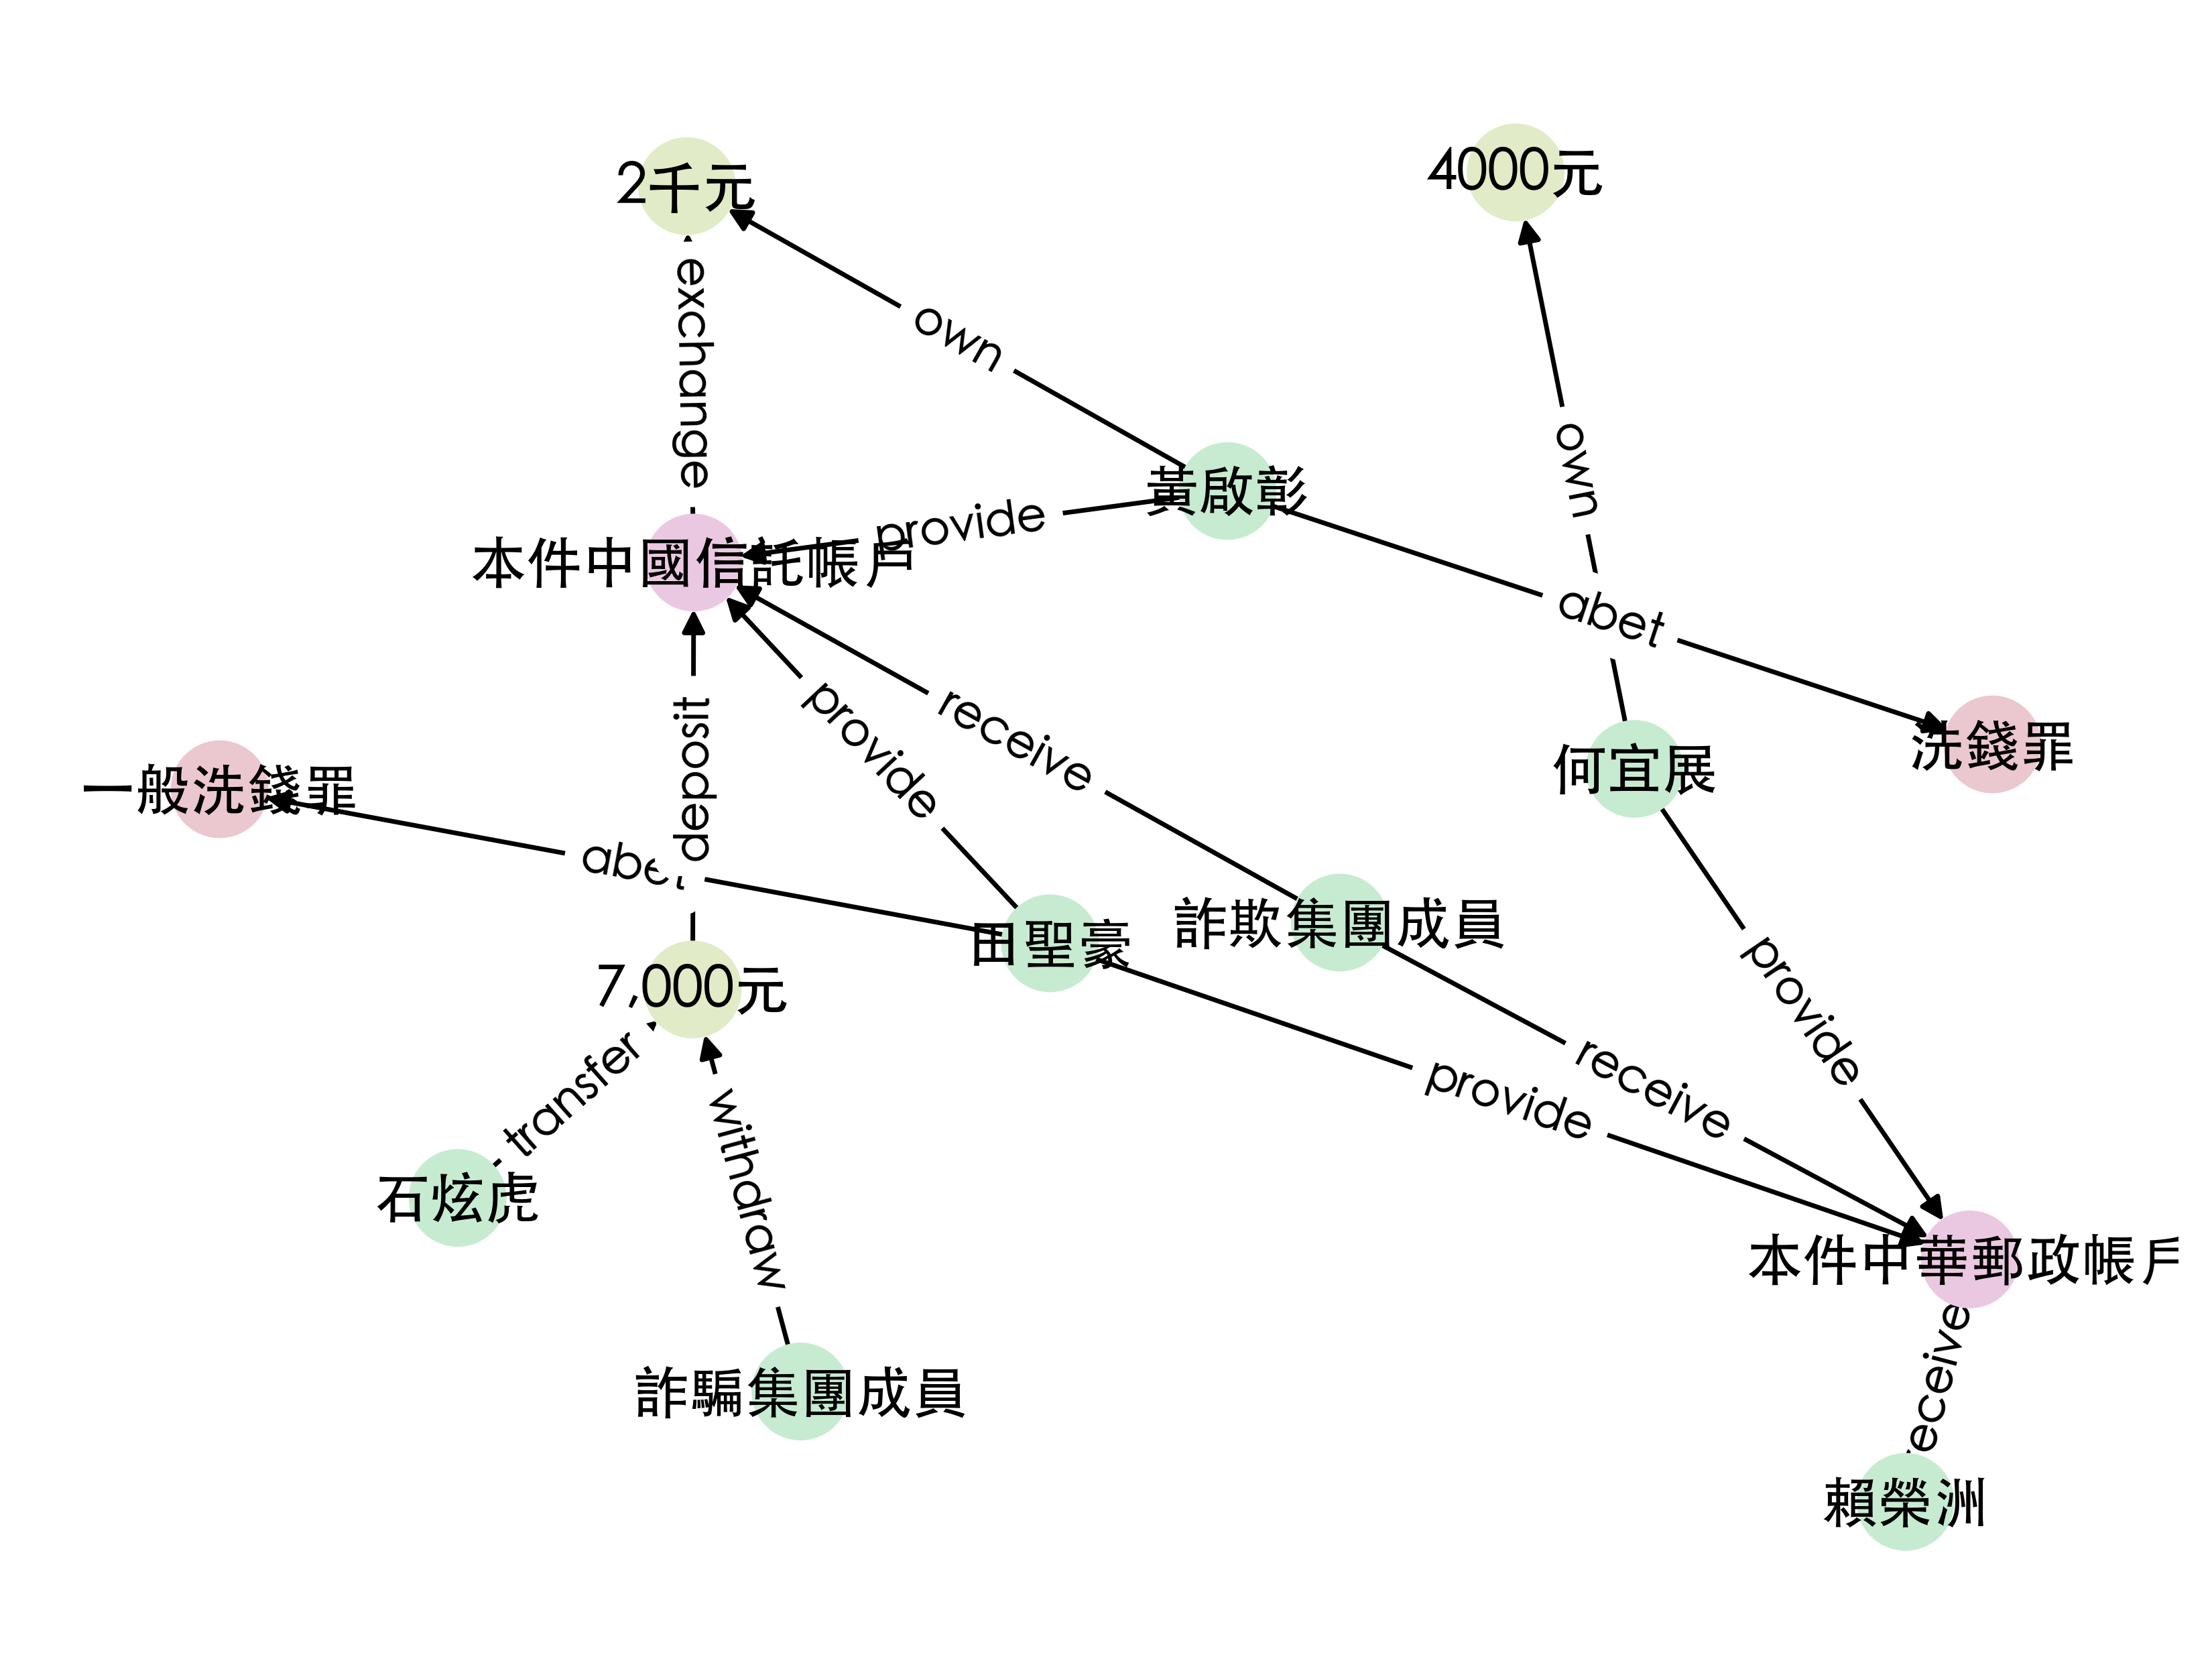 2千元
4000元
exchange
own
own
黃啟彰
provide
本件中國信託帳戶
abet
deposit
provide
receive
洗錢罪
何宜展
一般洗錢罪
abet
詐欺集團成員
田聖豪
7,000元
provide
transfer
receive
provide
withdraw
石炫虎
本件中華郵政帳戶
receive
詐騙集團成員
賴榮洲